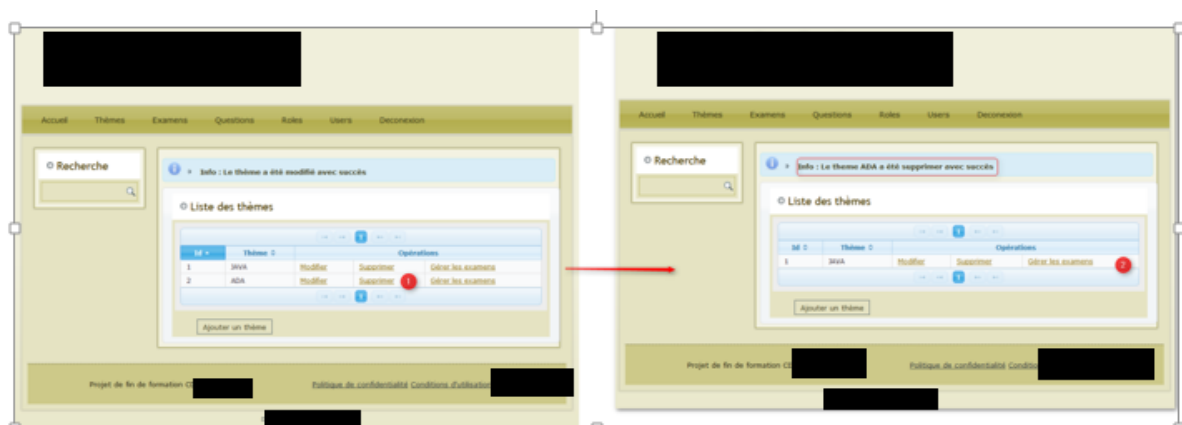 Accueil Thèmes Examens Questions Roles Users Deconexion
Recherche
Info : Le thème a été modifié avec succès
Liste des thèmes
1
Id Thème Opérations
1 JAVA Modifier Supprimer Gérer les examens
2 ADA Modifier Supprimer 1 Gérer les examens
1
Ajouter un thème
Projet de fin de formation Politique de confidentialité Conditions d'utilisation
Accueil Thèmes Examens Questions Roles Users Deconexion
Recherche
Info : Le theme ADA a été supprimer avec succès
Liste des thèmes
1
Id Thème Opérations
1 JAVA Modifier Supprimer Gérer les examens 2
1
Ajouter un thème
Projet de fin de formation Politique de confidentialité